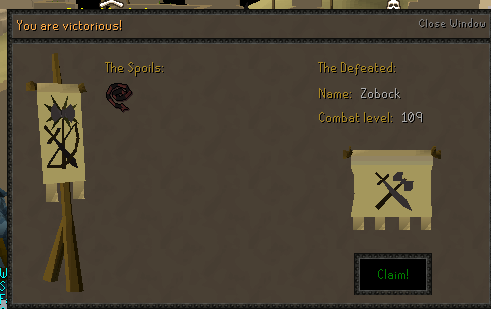 You are victorious!
Close Window
The Spoils:
The Defeated:
Name: Zobock
Combat level: 109
Claim!
W
S